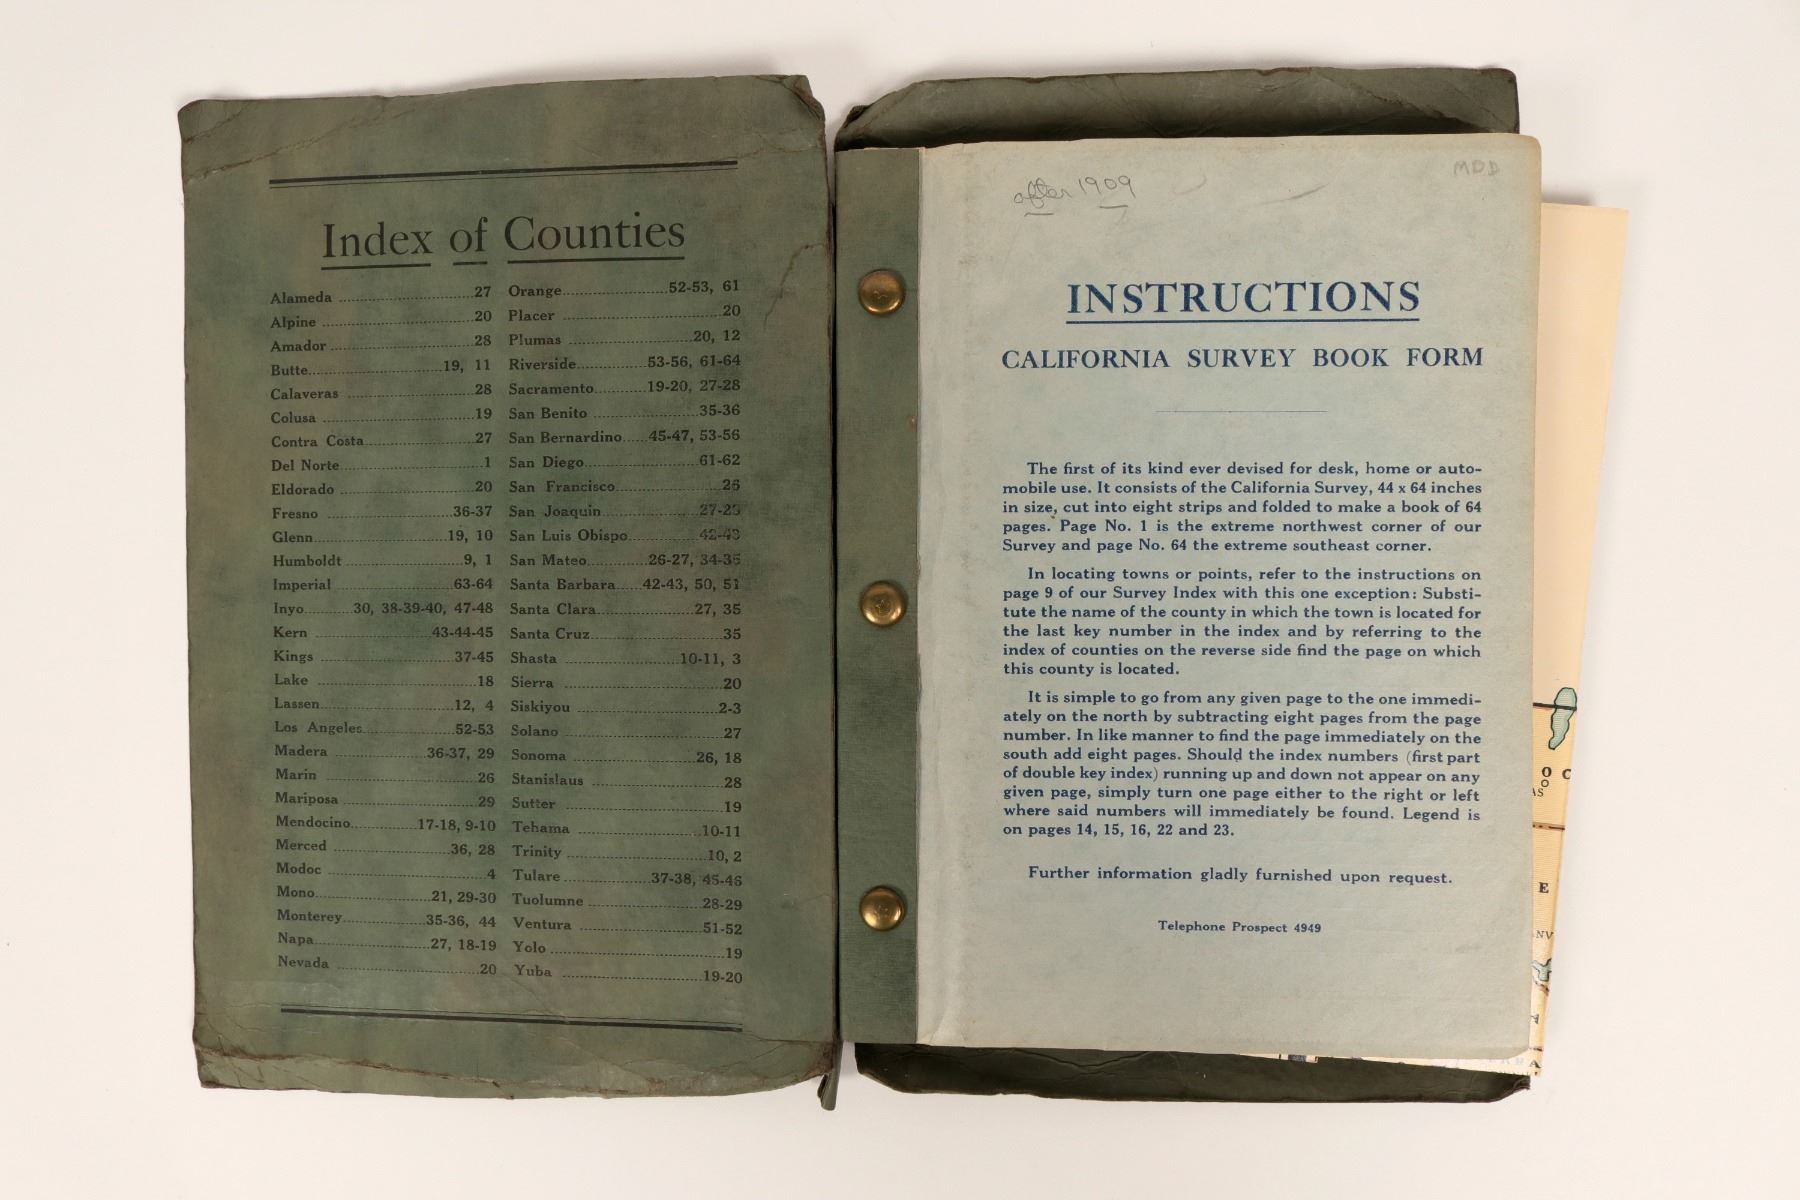 Index of Counties
Alameda ................27
Alpine ................20
Amador ................28
Butte................19, 11
Calaveras ................28
Colusa ................19
Contra Costa................27
Del Norte................1
Eldorado ................20
Fresno ................36-37
Glenn................19, 10
Humboldt ................9, 1
Imperial ................63-64
Inyo.........30, 38-39-40, 47-48
Kern ................43-44-45
Kings ................37-45
Lake ................18
Lassen................12, 4
Los Angeles................52-53
Madera ................36-37, 29
Marin ................26
Mariposa ................29
Mendocino............17-18, 9-10
Merced ................36, 28
Modoc ................4
Mono................21, 29-30
Monterey................35-36, 44
Napa................27, 18-19
Nevada ................20
Orange................52-53, 61
Placer ................20
Plumas ................20, 12
Riverside............53-56, 61-64
Sacramento..........19-20, 27-28
San Benito ................35-36
San Bernardino.....45-47, 53-56
San Diego................61-62
San Francisco................26
San Joaquin................27-28
San Luis Obispo................42-43
San Mateo............26-27, 34-35
Santa Barbara....42-43, 50, 51
Santa Clara................27, 35
Santa Cruz................35
Shasta ................10-11, 3
Sierra ................20
Siskiyou ................2-3
Solano ................27
Sonoma ................26, 18
Stanislaus ................28
Sutter ................19
Tehama ................10-11
Trinity ................10, 2
Tulare ................37-38, 45-46
Tuolumne ................28-29
Ventura ................51-52
Yolo ................19
Yuba ................19-20
after 1909
MDD
INSTRUCTIONS
CALIFORNIA SURVEY BOOK FORM
The first of its kind ever devised for desk, home or auto-
mobile use. It consists of the California Survey, 44 x 64 inches
in size, cut into eight strips and folded to make a book of 64
pages. Page No. 1 is the extreme northwest corner of our
Survey and page No. 64 the extreme southeast corner.
In locating towns or points, refer to the instructions on
page 9 of our Survey Index with this one exception: Substi-
tute the name of the county in which the town is located for
the last key number in the index and by referring to the
index of counties on the reverse side find the page on which
this county is located.
It is simple to go from any given page to the one immedi-
ately on the north by subtracting eight pages from the page
number. In like manner to find the page immediately on the
south add eight pages. Should the index numbers (first part
of double key index) running up and down not appear on any
given page, simply turn one page either to the right or left
where said numbers will immediately be found. Legend is
on pages 14, 15, 16, 22 and 23.
Further information gladly furnished upon request.
Telephone Prospect 4949
O C
O
AS
E
NV
H
A